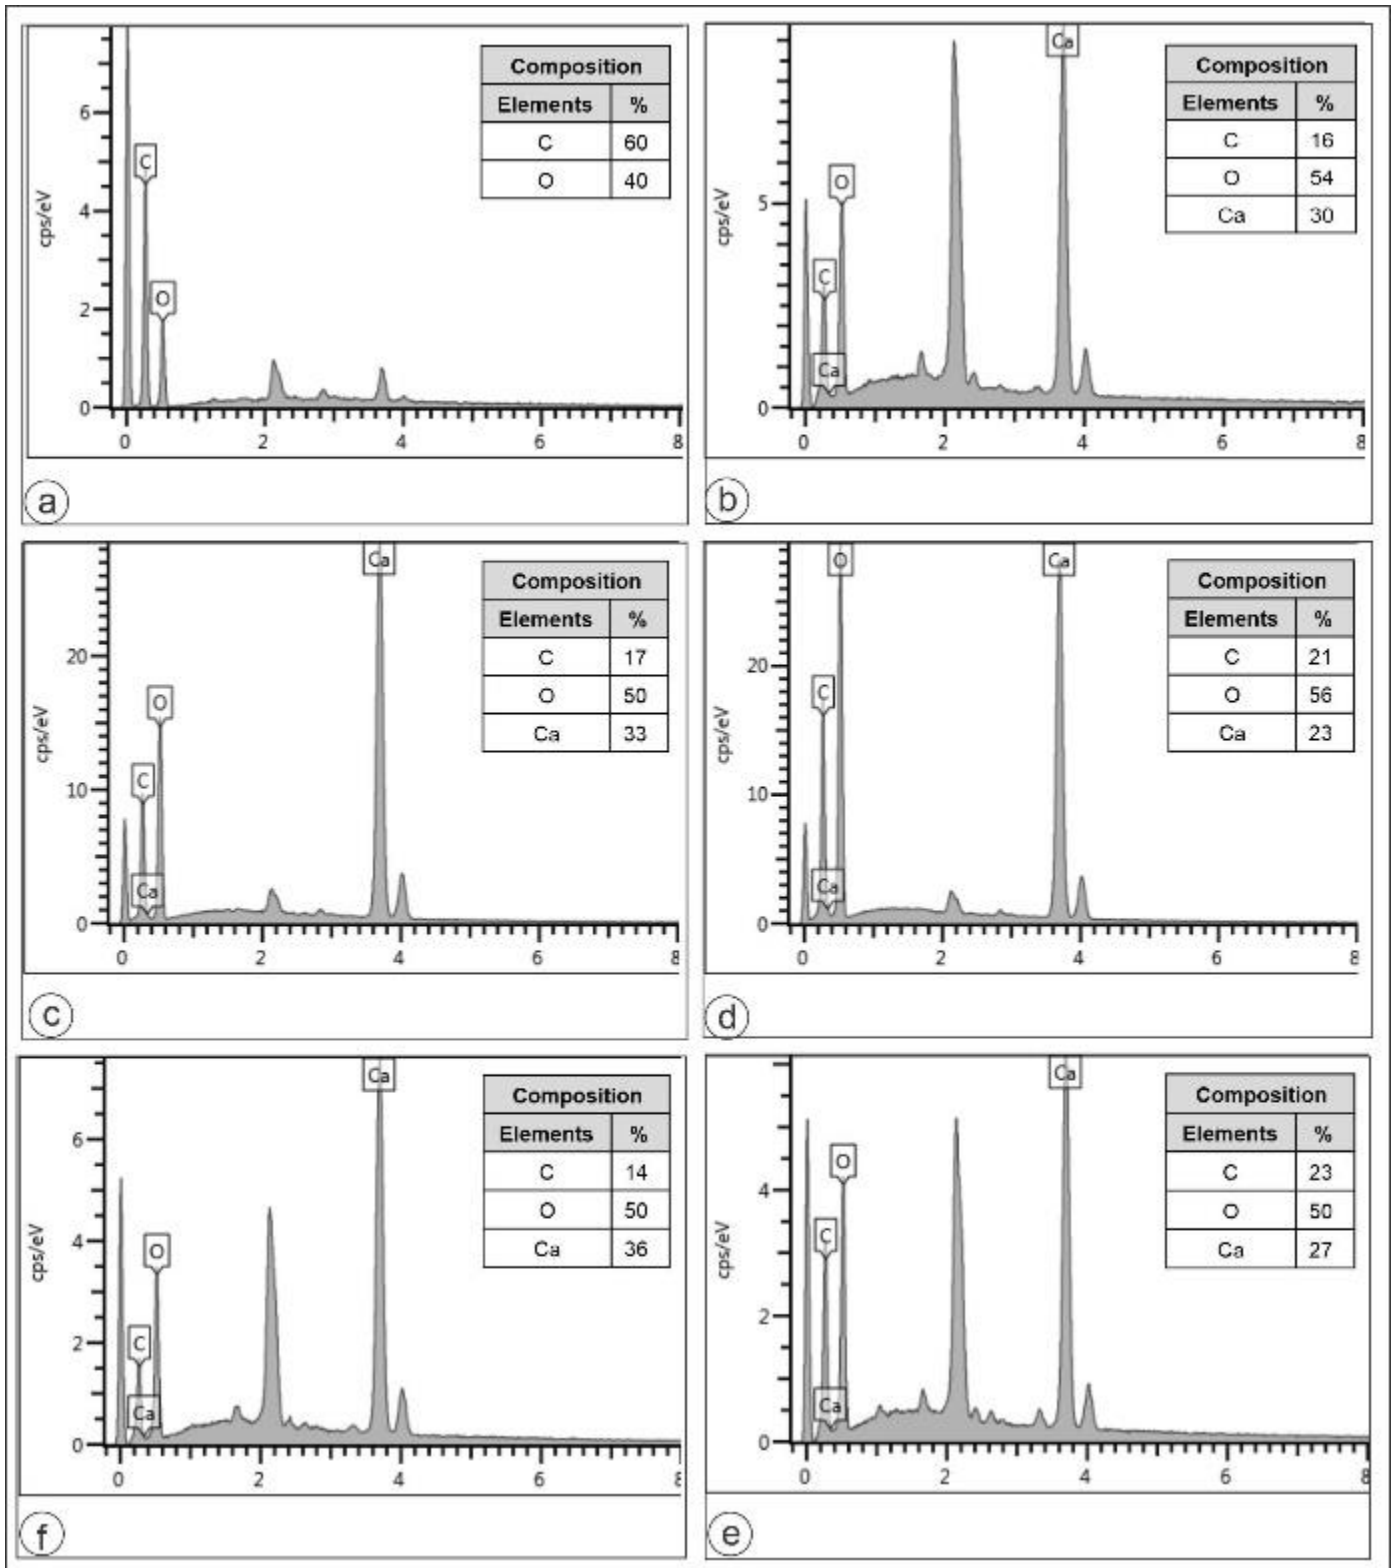 Composition
Elements %
C 60
O 40
cps/eV
6
4
2
0
C
O
0 2 4 6 8
a
Composition
Elements %
C 16
O 54
Ca 30
cps/eV
5
0
Ca
O
C
Ca
0 2 4 6 8
b
Composition
Elements %
C 17
O 50
Ca 33
cps/eV
20
10
0
Ca
O
C
Ca
0 2 4 6 8
c
Composition
Elements %
C 21
O 56
Ca 23
cps/eV
20
10
0
O
Ca
C
Ca
0 2 4 6 8
d
Composition
Elements %
C 14
O 50
Ca 36
cps/eV
6
4
2
0
Ca
O
C
Ca
0 2 4 6 8
f
Composition
Elements %
C 23
O 50
Ca 27
cps/eV
4
2
0
Ca
O
C
Ca
0 2 4 6 8
e